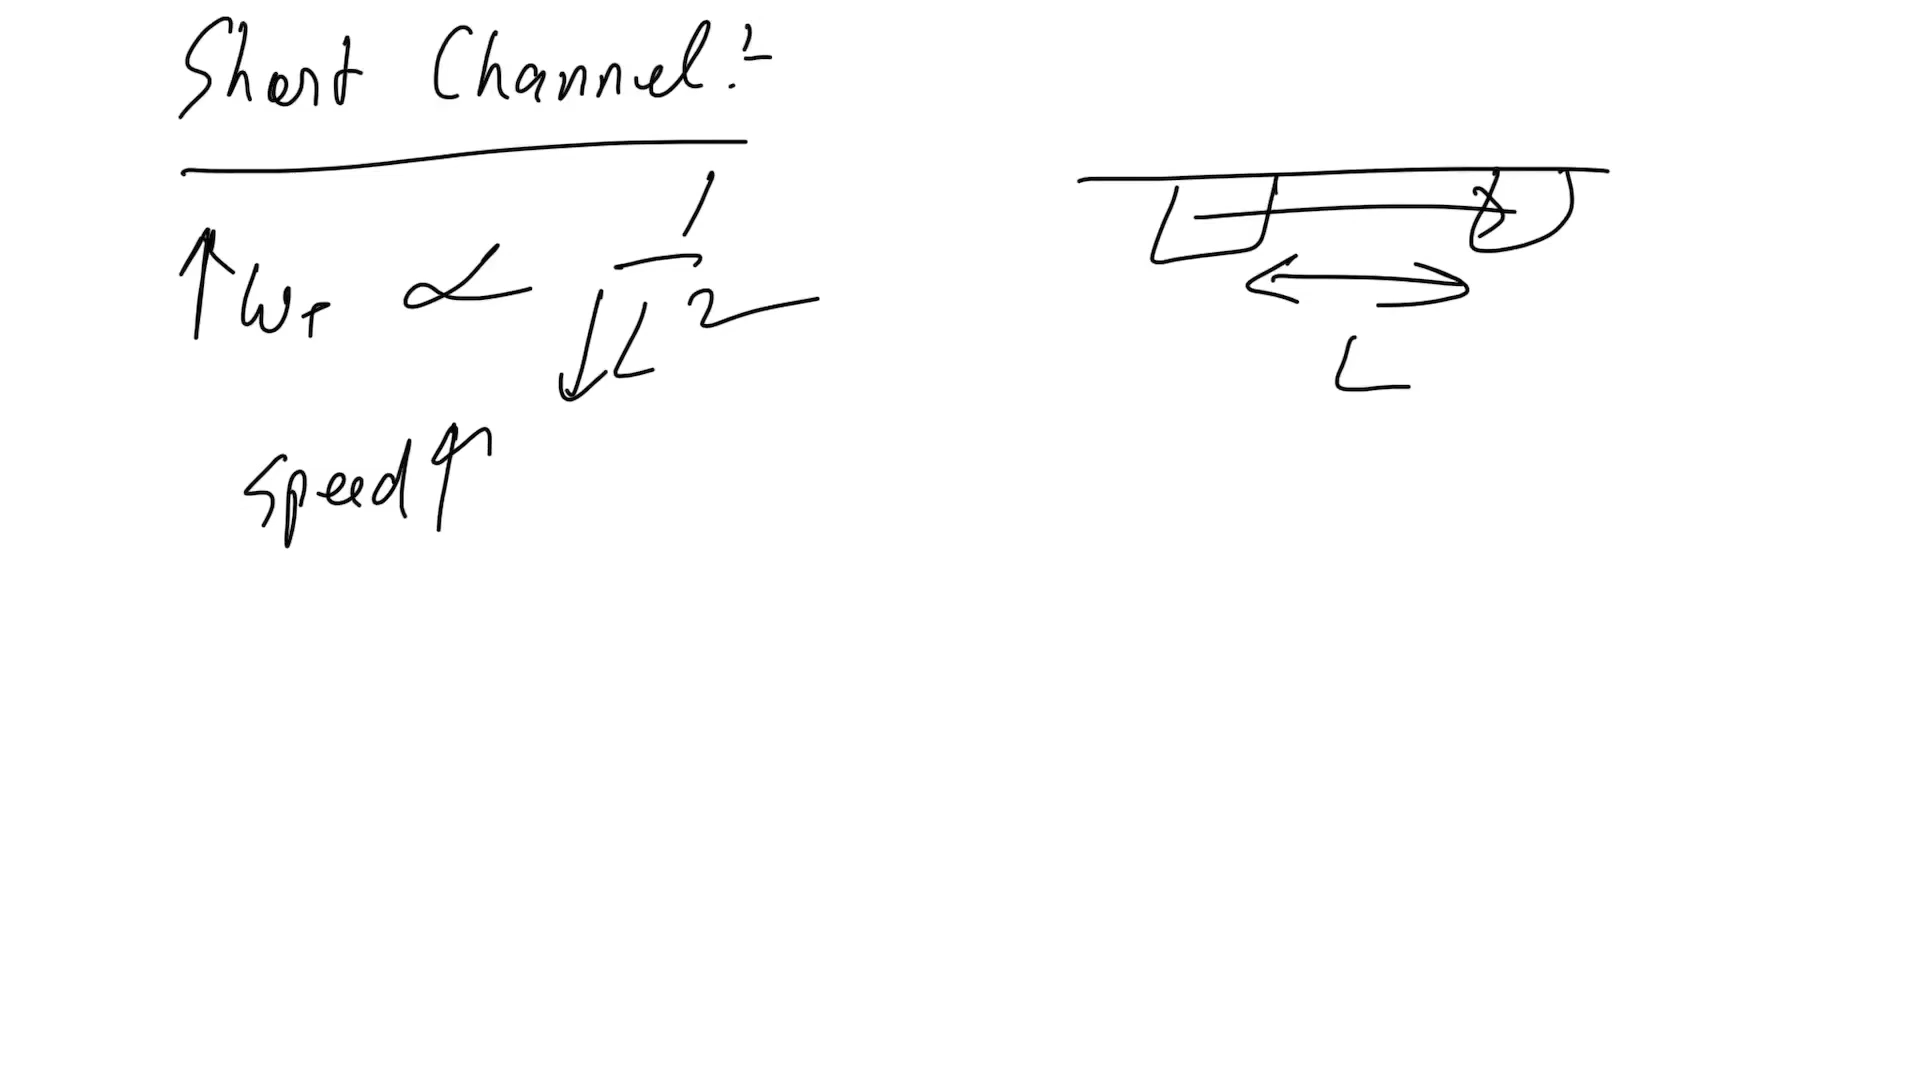 Short Channel:-
↑ωT ∝ 1/↓L²
L
speed↑